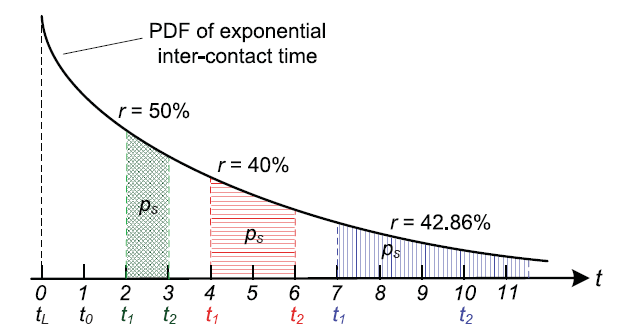 PDF of exponential
inter-contact time
r = 50%
r = 40%
r = 42.86%
pS
pS
pS
t
0 1 2 3 4 5 6 7 8 9 10 11
tL t0 t1 t2 t1 t2 t1 t2